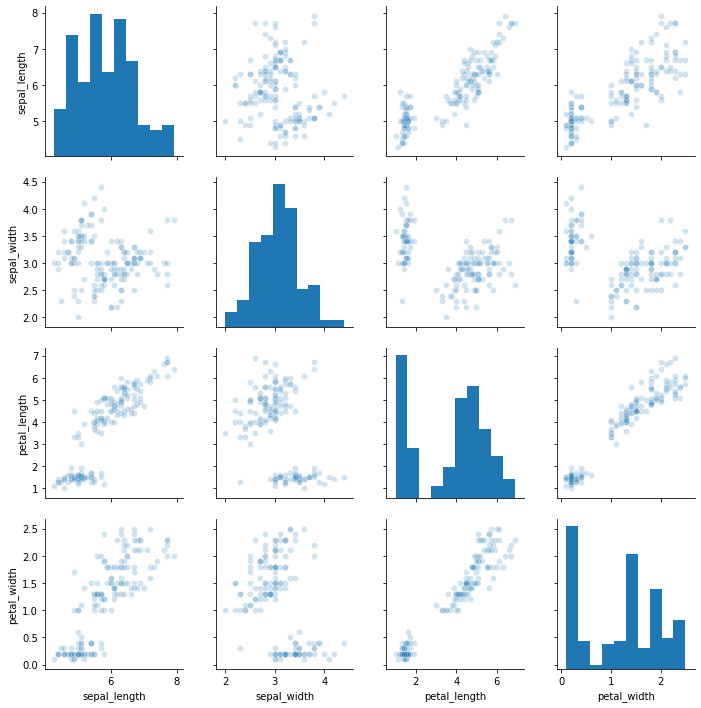 sepal_length
8
7
6
5
sepal_width
4.5
4.0
3.5
3.0
2.5
2.0
petal_length
7
6
5
4
3
2
1
petal_width
2.5
2.0
1.5
1.0
0.5
0.0
6 8
sepal_length
2 3 4
sepal_width
2 4 6
petal_length
0 1 2
petal_width